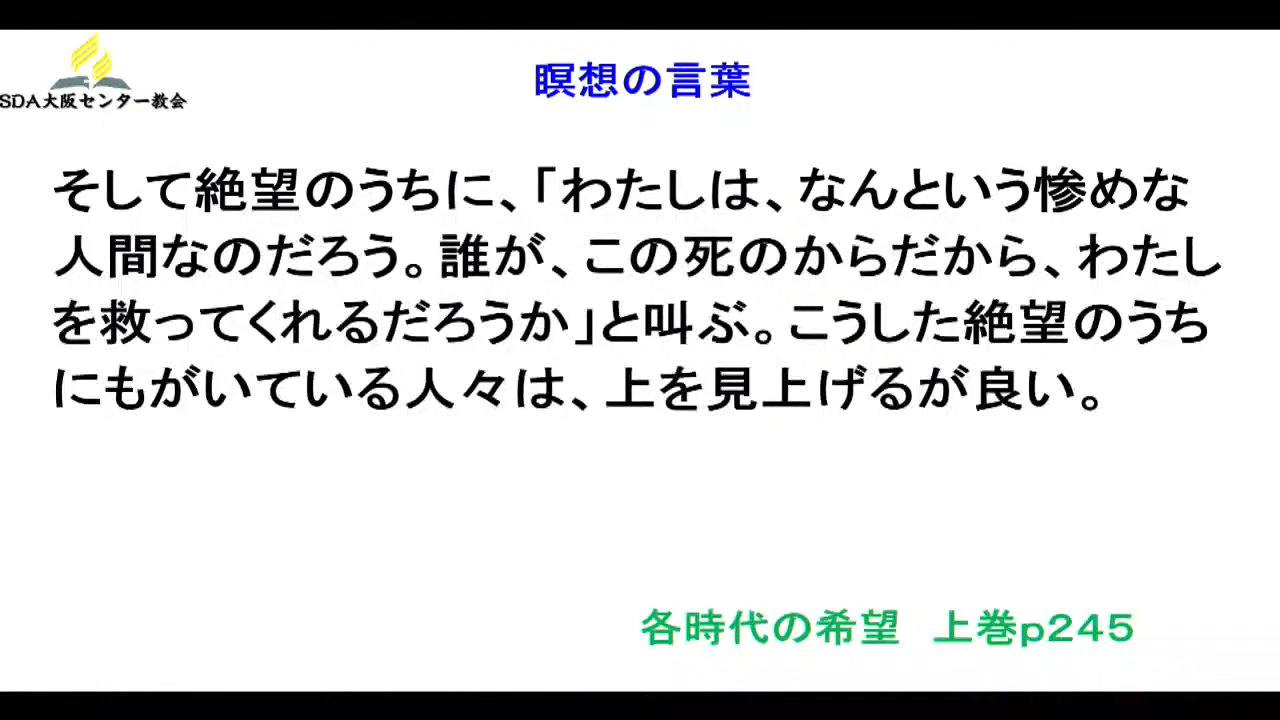 SDA大阪センター教会
瞑想の言葉
そして絶望のうちに、「わたしは、なんという惨めな
人間なのだろう。誰が、この死のからだから、わたし
を救ってくれるだろうか」と叫ぶ。こうした絶望のうち
にもがいている人々は、上を見上げるが良い。
各時代の希望　上巻p245